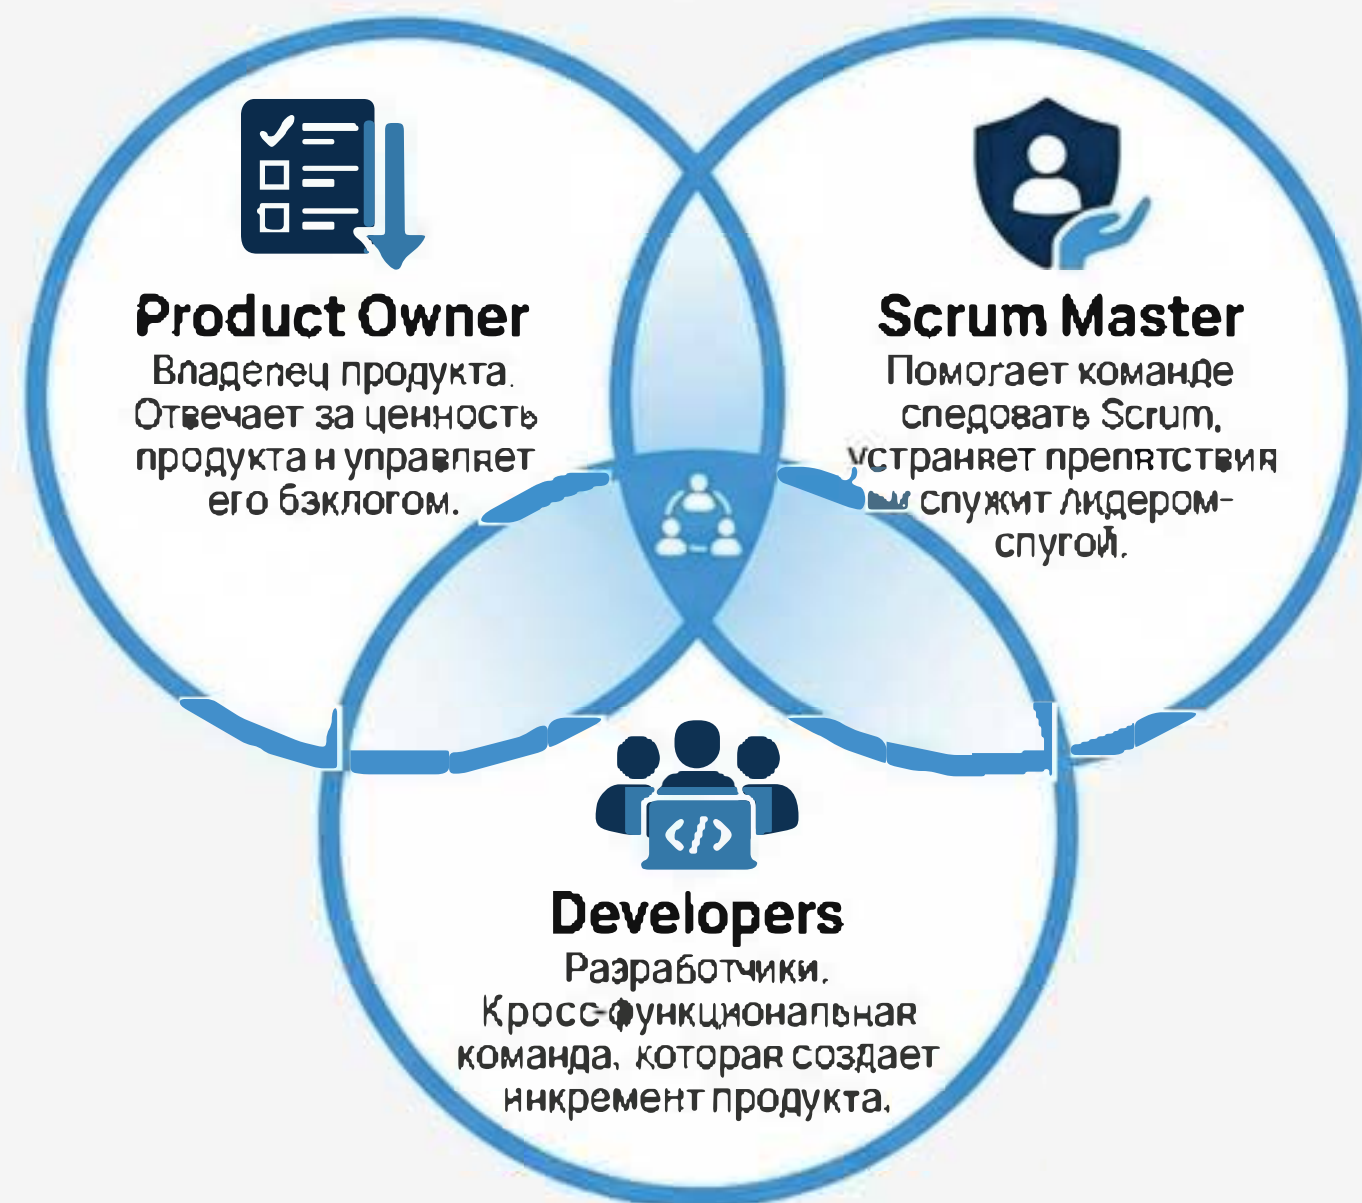 Product Owner
Владелец продукта.
Отвечает за ценность
продукта и управляет
его бэклогом.
Scrum Master
Помогает команде
следовать Scrum,
устраняет препятствия
служит лидером-
слугой.
</>
Developers
Разработчики.
Кросс-функциональная
команда, которая создает
инкремент продукта.